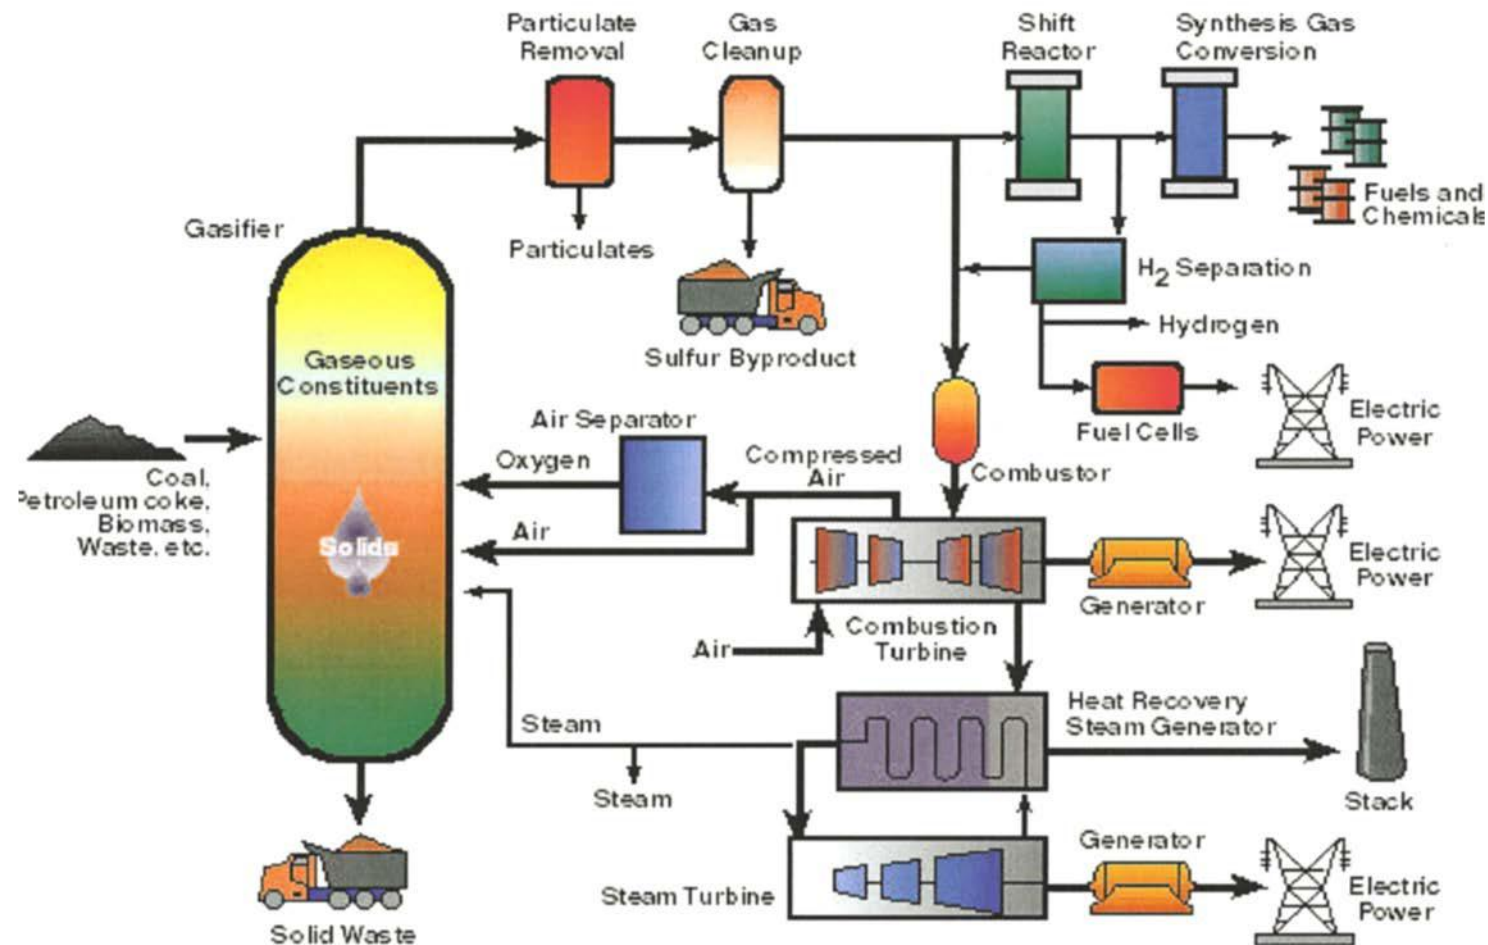 Particulate
Removal
Gas
Cleanup
Shift
Reactor
Synthesis Gas
Conversion
Gasifier
Particulates
Fuels and
Chemicals
H2 Separation
Sulfur Byproduct
Hydrogen
Gaseous
Constituents
Air Separator
Fuel Cells
Electric
Power
Oxygen
Compressed
Air
Combustor
Coal,
Petroleum coke,
Biomass,
Waste, etc.
Solids
Air
Electric
Power
Generator
Air
Combustion
Turbine
Steam
Heat Recovery
Steam Generator
Steam
Stack
Generator
Steam Turbine
Electric
Power
Solid Waste